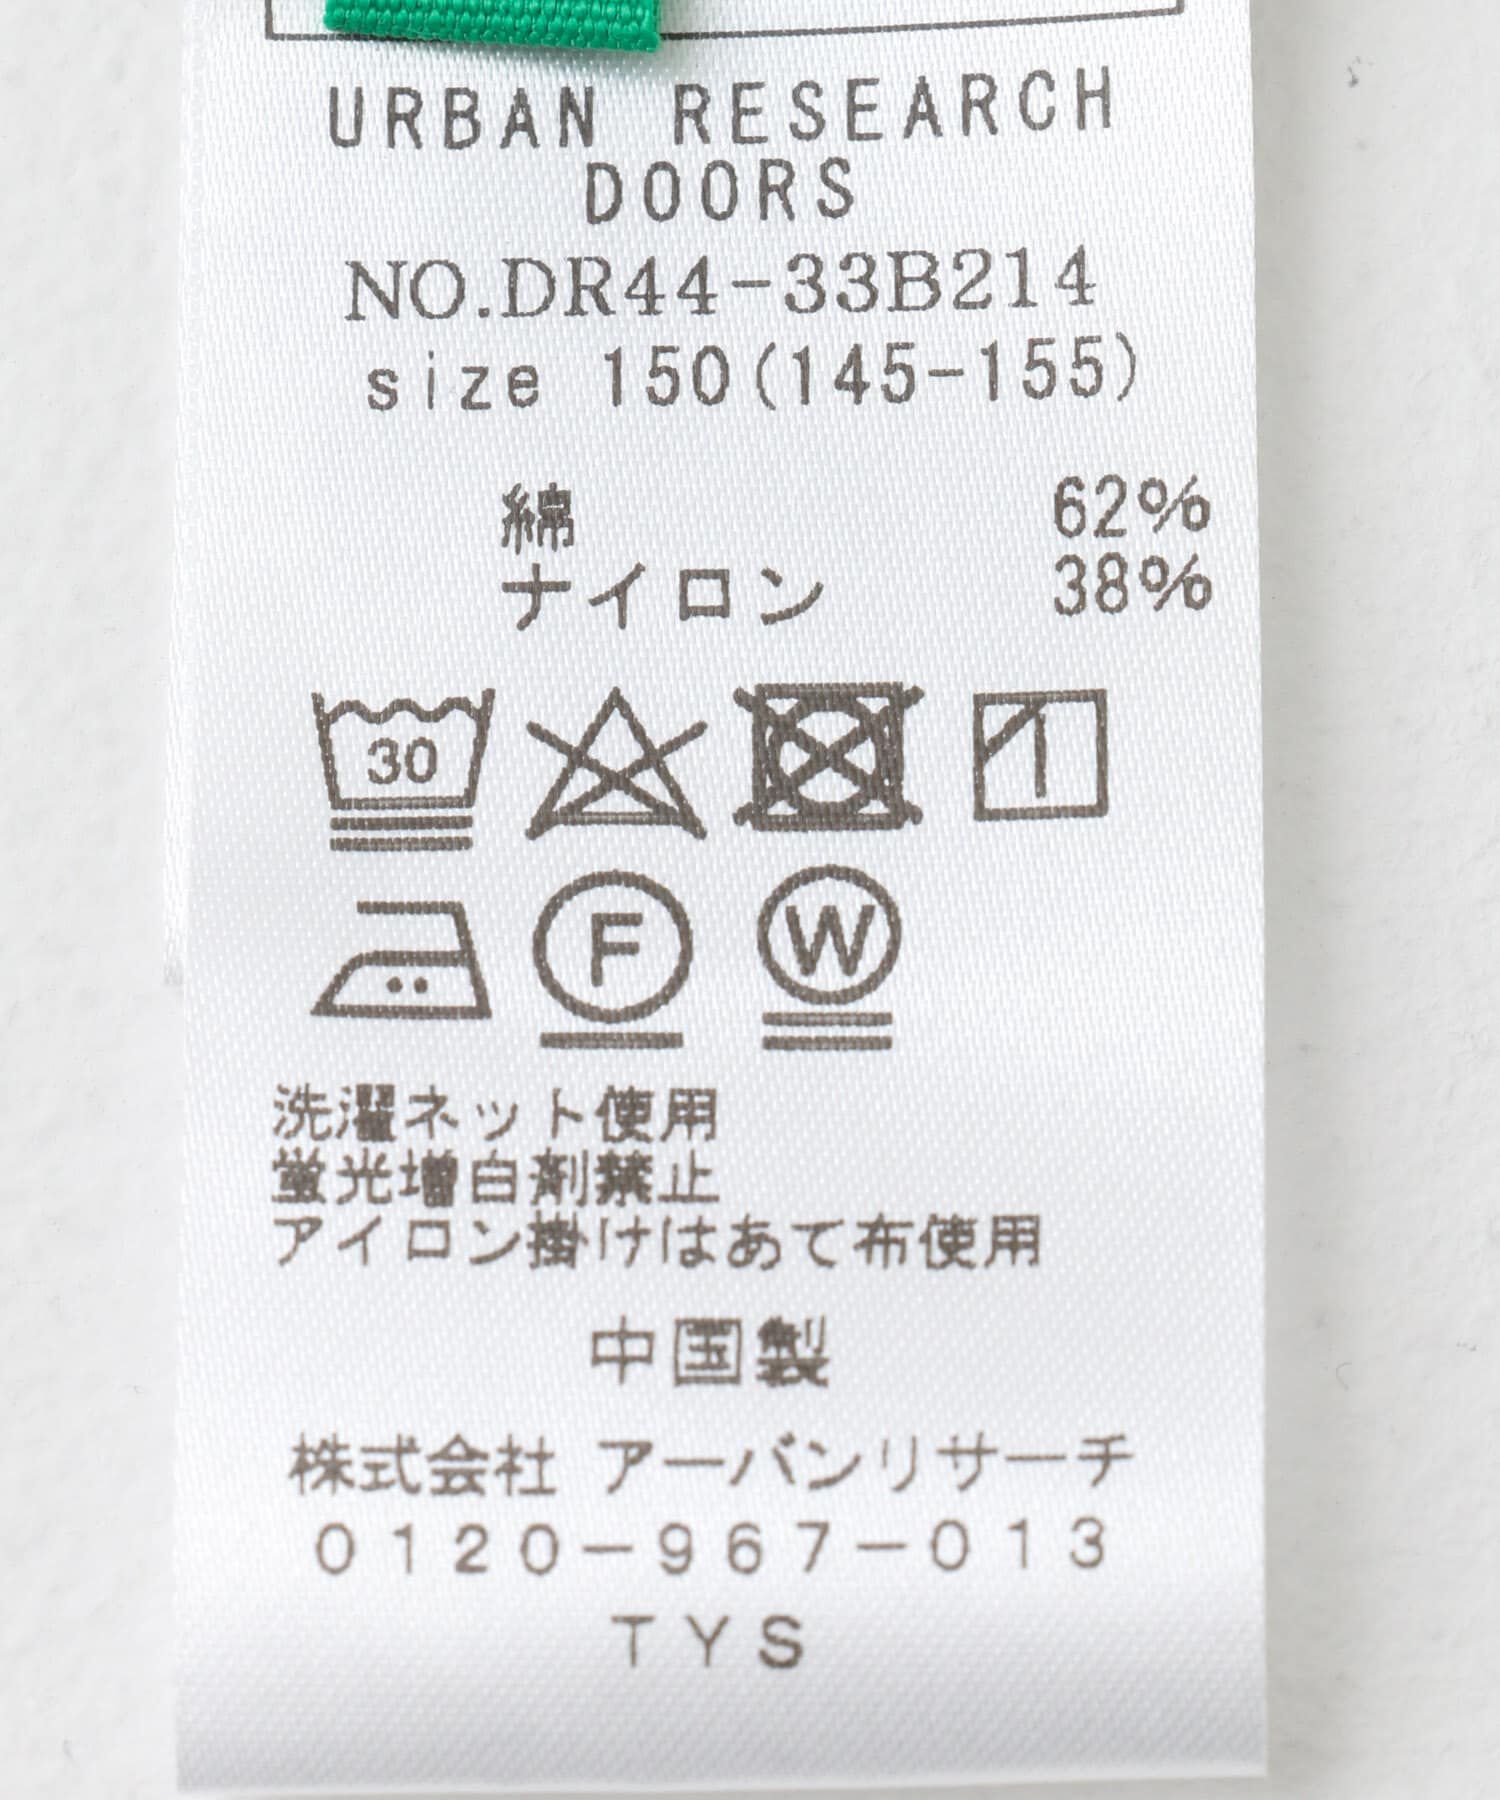 URBAN RESEARCH
DOORS
NO.DR44-33B214
size 150(145-155)
綿 62%
ナイロン 38%
30
F W
洗濯ネット使用
蛍光増白剤禁止
アイロン掛けはあて布使用
中国製
株式会社 アーバンリサーチ
0120-967-013
TYS